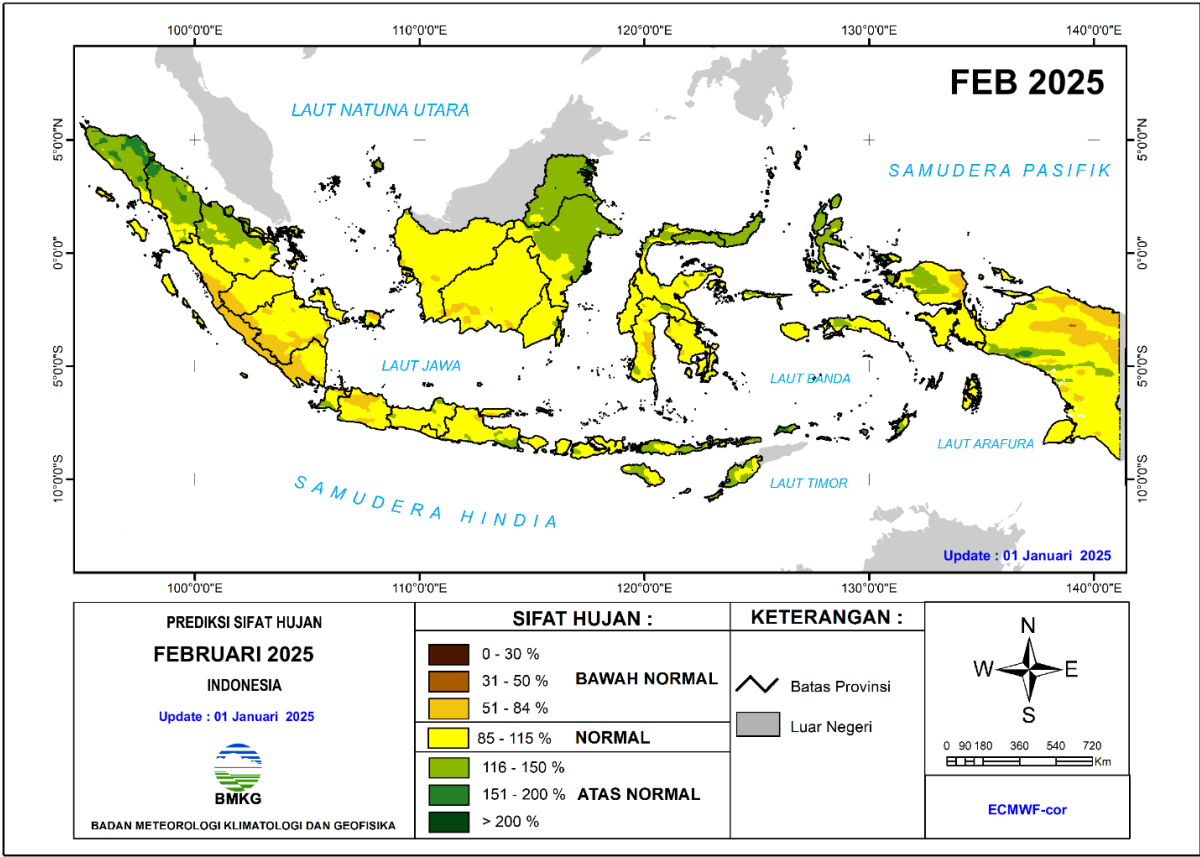 100°0'0"E 110°0'0"E 120°0'0"E 130°0'0"E 140°0'0"E
FEB 2025
LAUT NATUNA UTARA
5°0'0"N 5°0'0"N
SAMUDERA PASIFIK
0°0'0" 0°0'0"
LAUT JAWA
LAUT BANDA
5°0'0"S 5°0'0"S
LAUT ARAFURA
LAUT TIMOR
10°0'0"S 10°0'0"S
SAMUDERA HINDIA
Update : 01 Januari 2025
100°0'0"E 110°0'0"E 120°0'0"E 130°0'0"E 140°0'0"E
PREDIKSI SIFAT HUJAN
FEBRUARI 2025
INDONESIA
Update : 01 Januari 2025
BMKG
BADAN METEOROLOGI KLIMATOLOGI DAN GEOFISIKA
SIFAT HUJAN :
0 - 30 %
31 - 50 % BAWAH NORMAL
51 - 84 %
85 - 115 % NORMAL
116 - 150 %
151 - 200 % ATAS NORMAL
> 200 %
KETERANGAN :
Batas Provinsi
Luar Negeri
N
W E
S
0 90 180 360 540 720
Km
ECMWF-cor